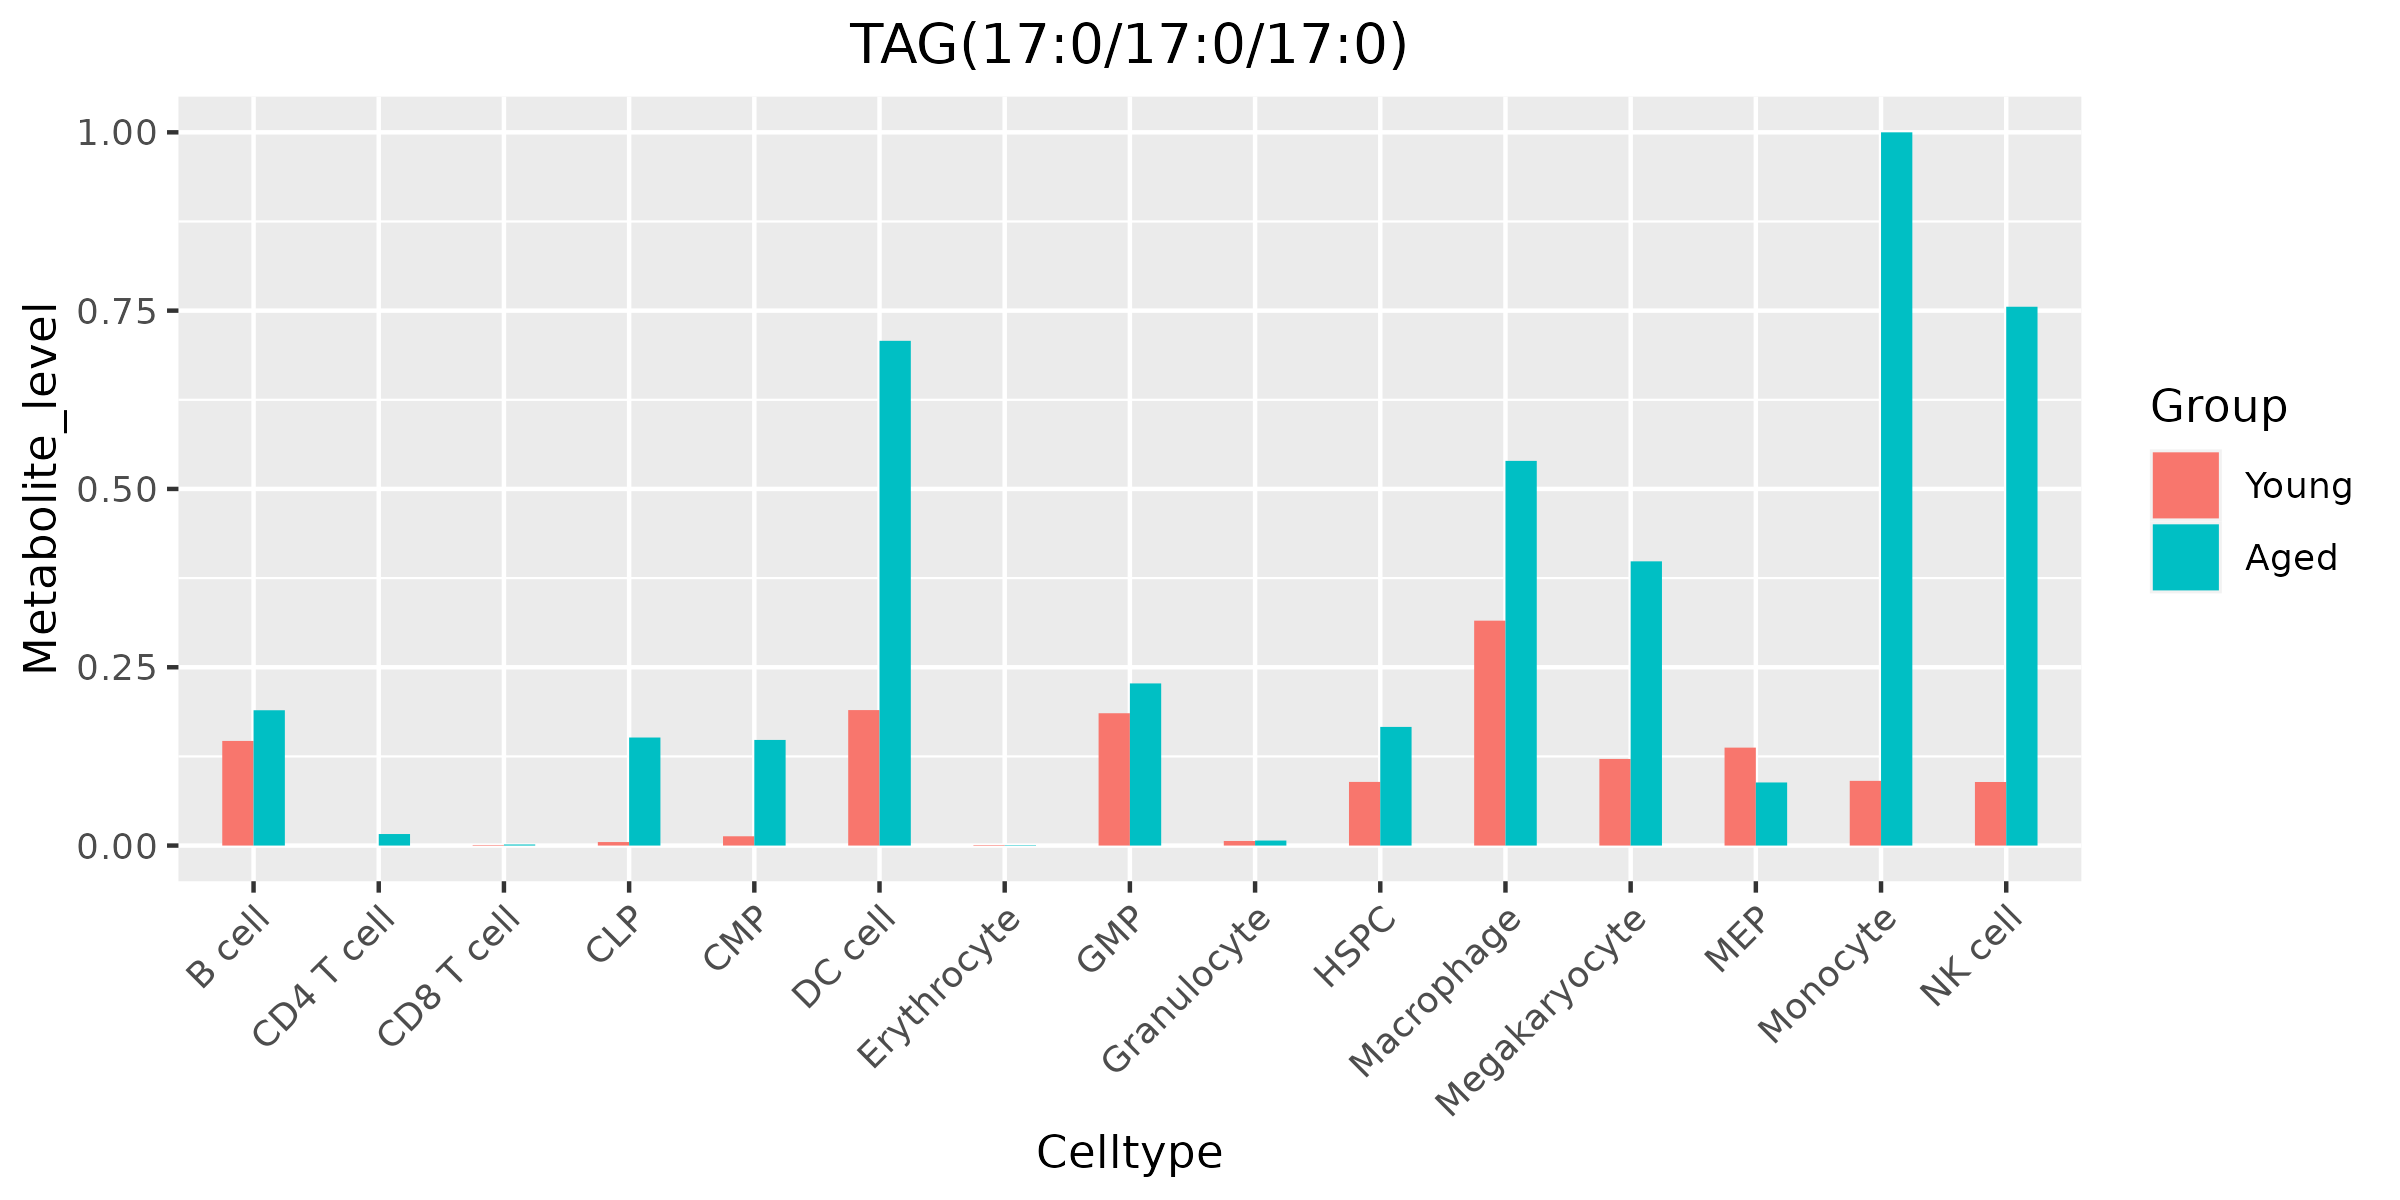 TAG(17:0/17:0/17:0)
Metabolite_level
1.00
0.75
0.50
0.25
0.00
B cell
CD4 T cell
CD8 T cell
CLP
CMP
DC cell
Erythrocyte
GMP
Granulocyte
HSPC
Macrophage
Megakaryocyte
MEP
Monocyte
NK cell
Celltype
Group
Young
Aged